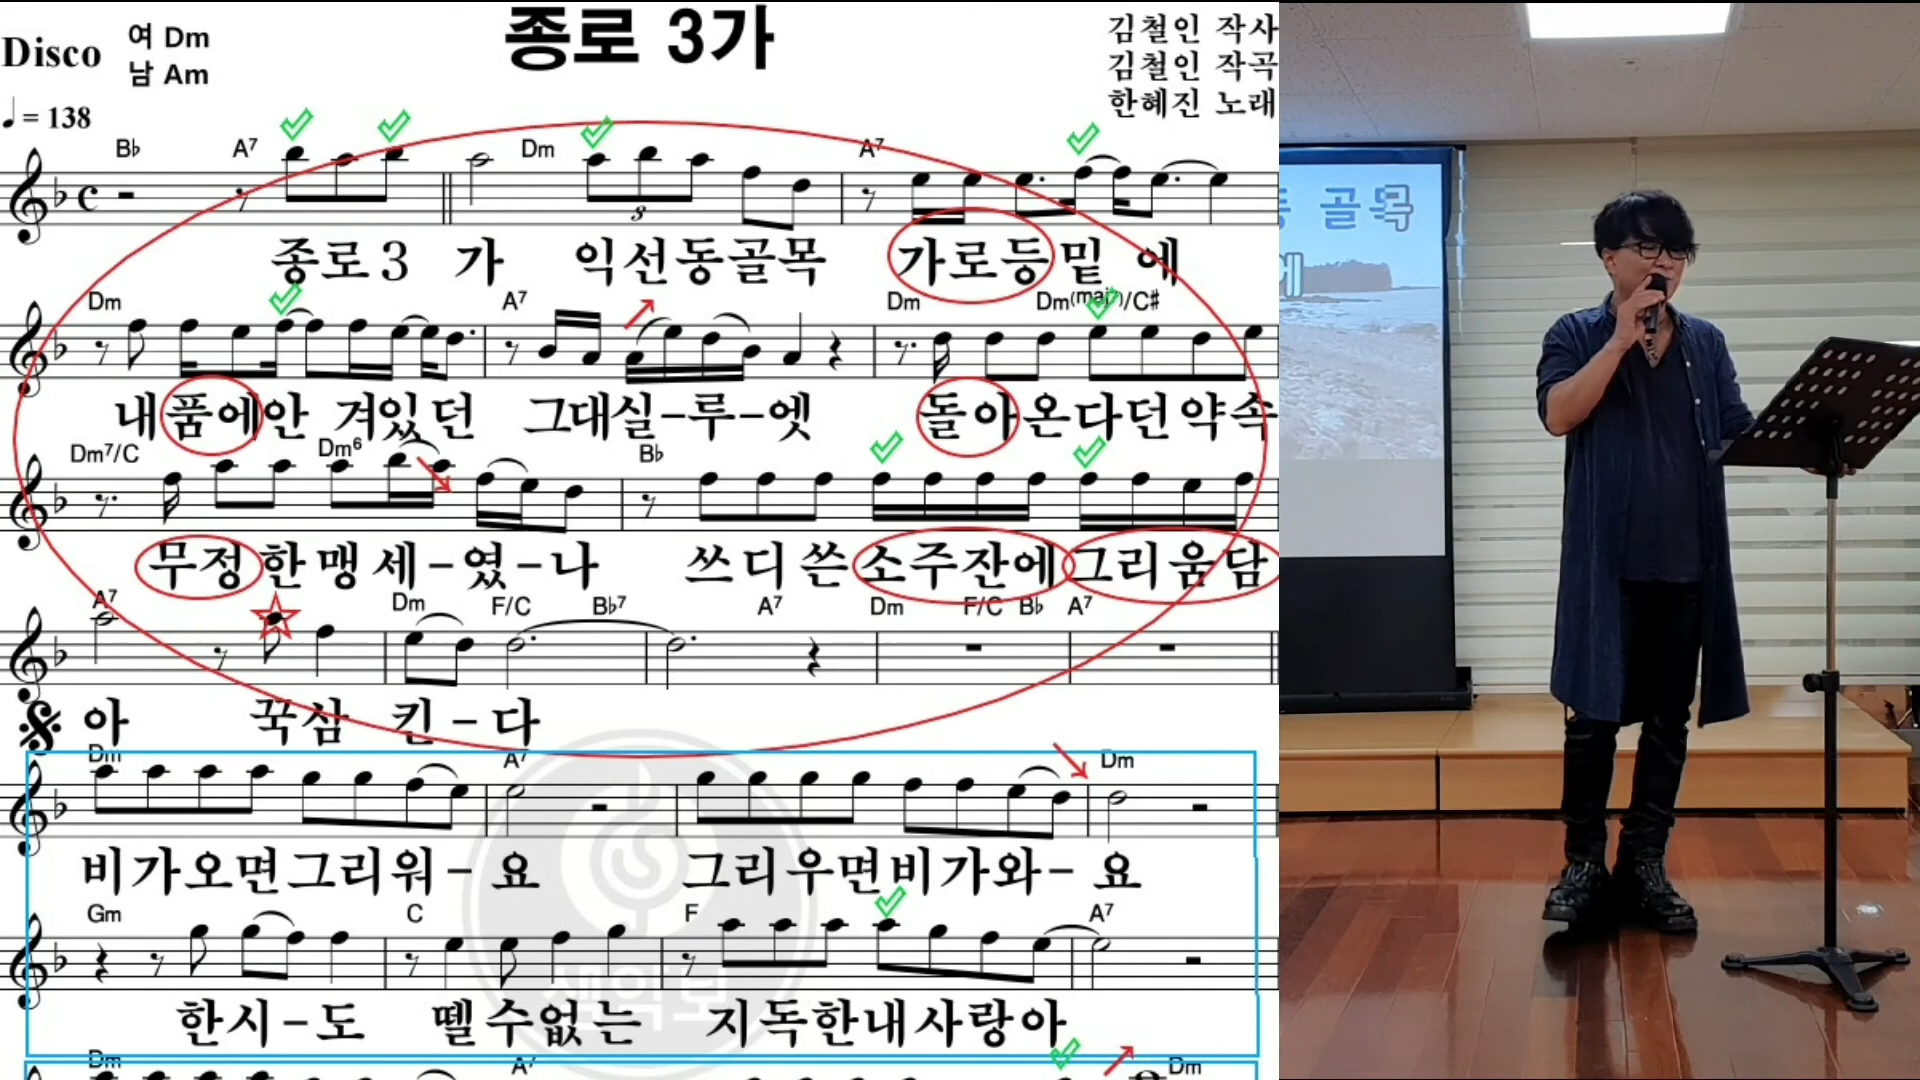 종로 3가
Disco
여 Dm
남 Am
김철인 작사
김철인 작곡
한혜진 노래
♩= 138
B♭ A7 Dm A7
종로3 가 익선동골목 가로등 밑 에
Dm A7 Dm Dm(maj7)/C#
내품에안 겨있던 그대실-루-엣 돌아온다던약속
Dm7/C Dm6 B♭
무정한맹세-였-나 쓰디쓴소주잔에그리움담
A7 Dm F/C B♭7 A7 Dm F/C B♭ A7
아 꾹삼 킨-다
Dm A7 Dm
비가오면그리워-요 그리우면비가와-요
Gm C F A7
한시-도 뗄수없는 지독한내사랑아
Dm A7 Dm
골목
에